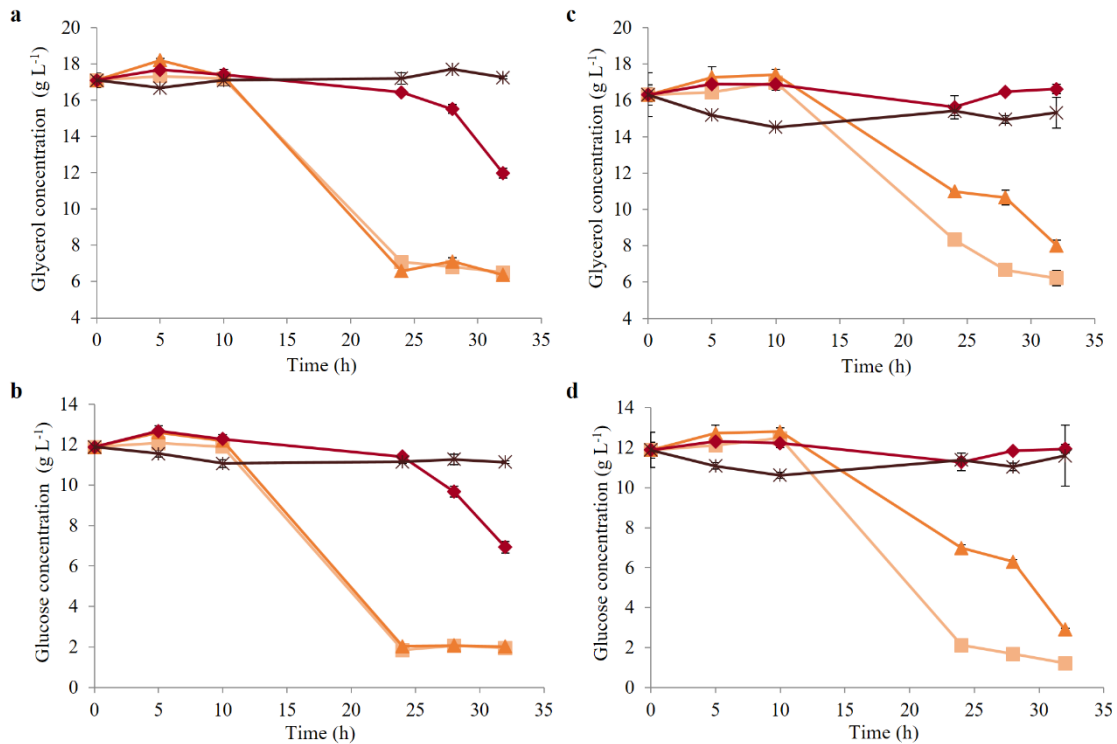 a
20
18
16
14
12
10
8
6
4
0 5 10 15 20 25 30 35
Time (h)
Glycerol concentration (g L⁻¹)
c
20
18
16
14
12
10
8
6
4
0 5 10 15 20 25 30 35
Time (h)
Glycerol concentration (g L⁻¹)
b
14
12
10
8
6
4
2
0
0 5 10 15 20 25 30 35
Time (h)
Glucose concentration (g L⁻¹)
d
14
12
10
8
6
4
2
0
0 5 10 15 20 25 30 35
Time (h)
Glucose concentration (g L⁻¹)